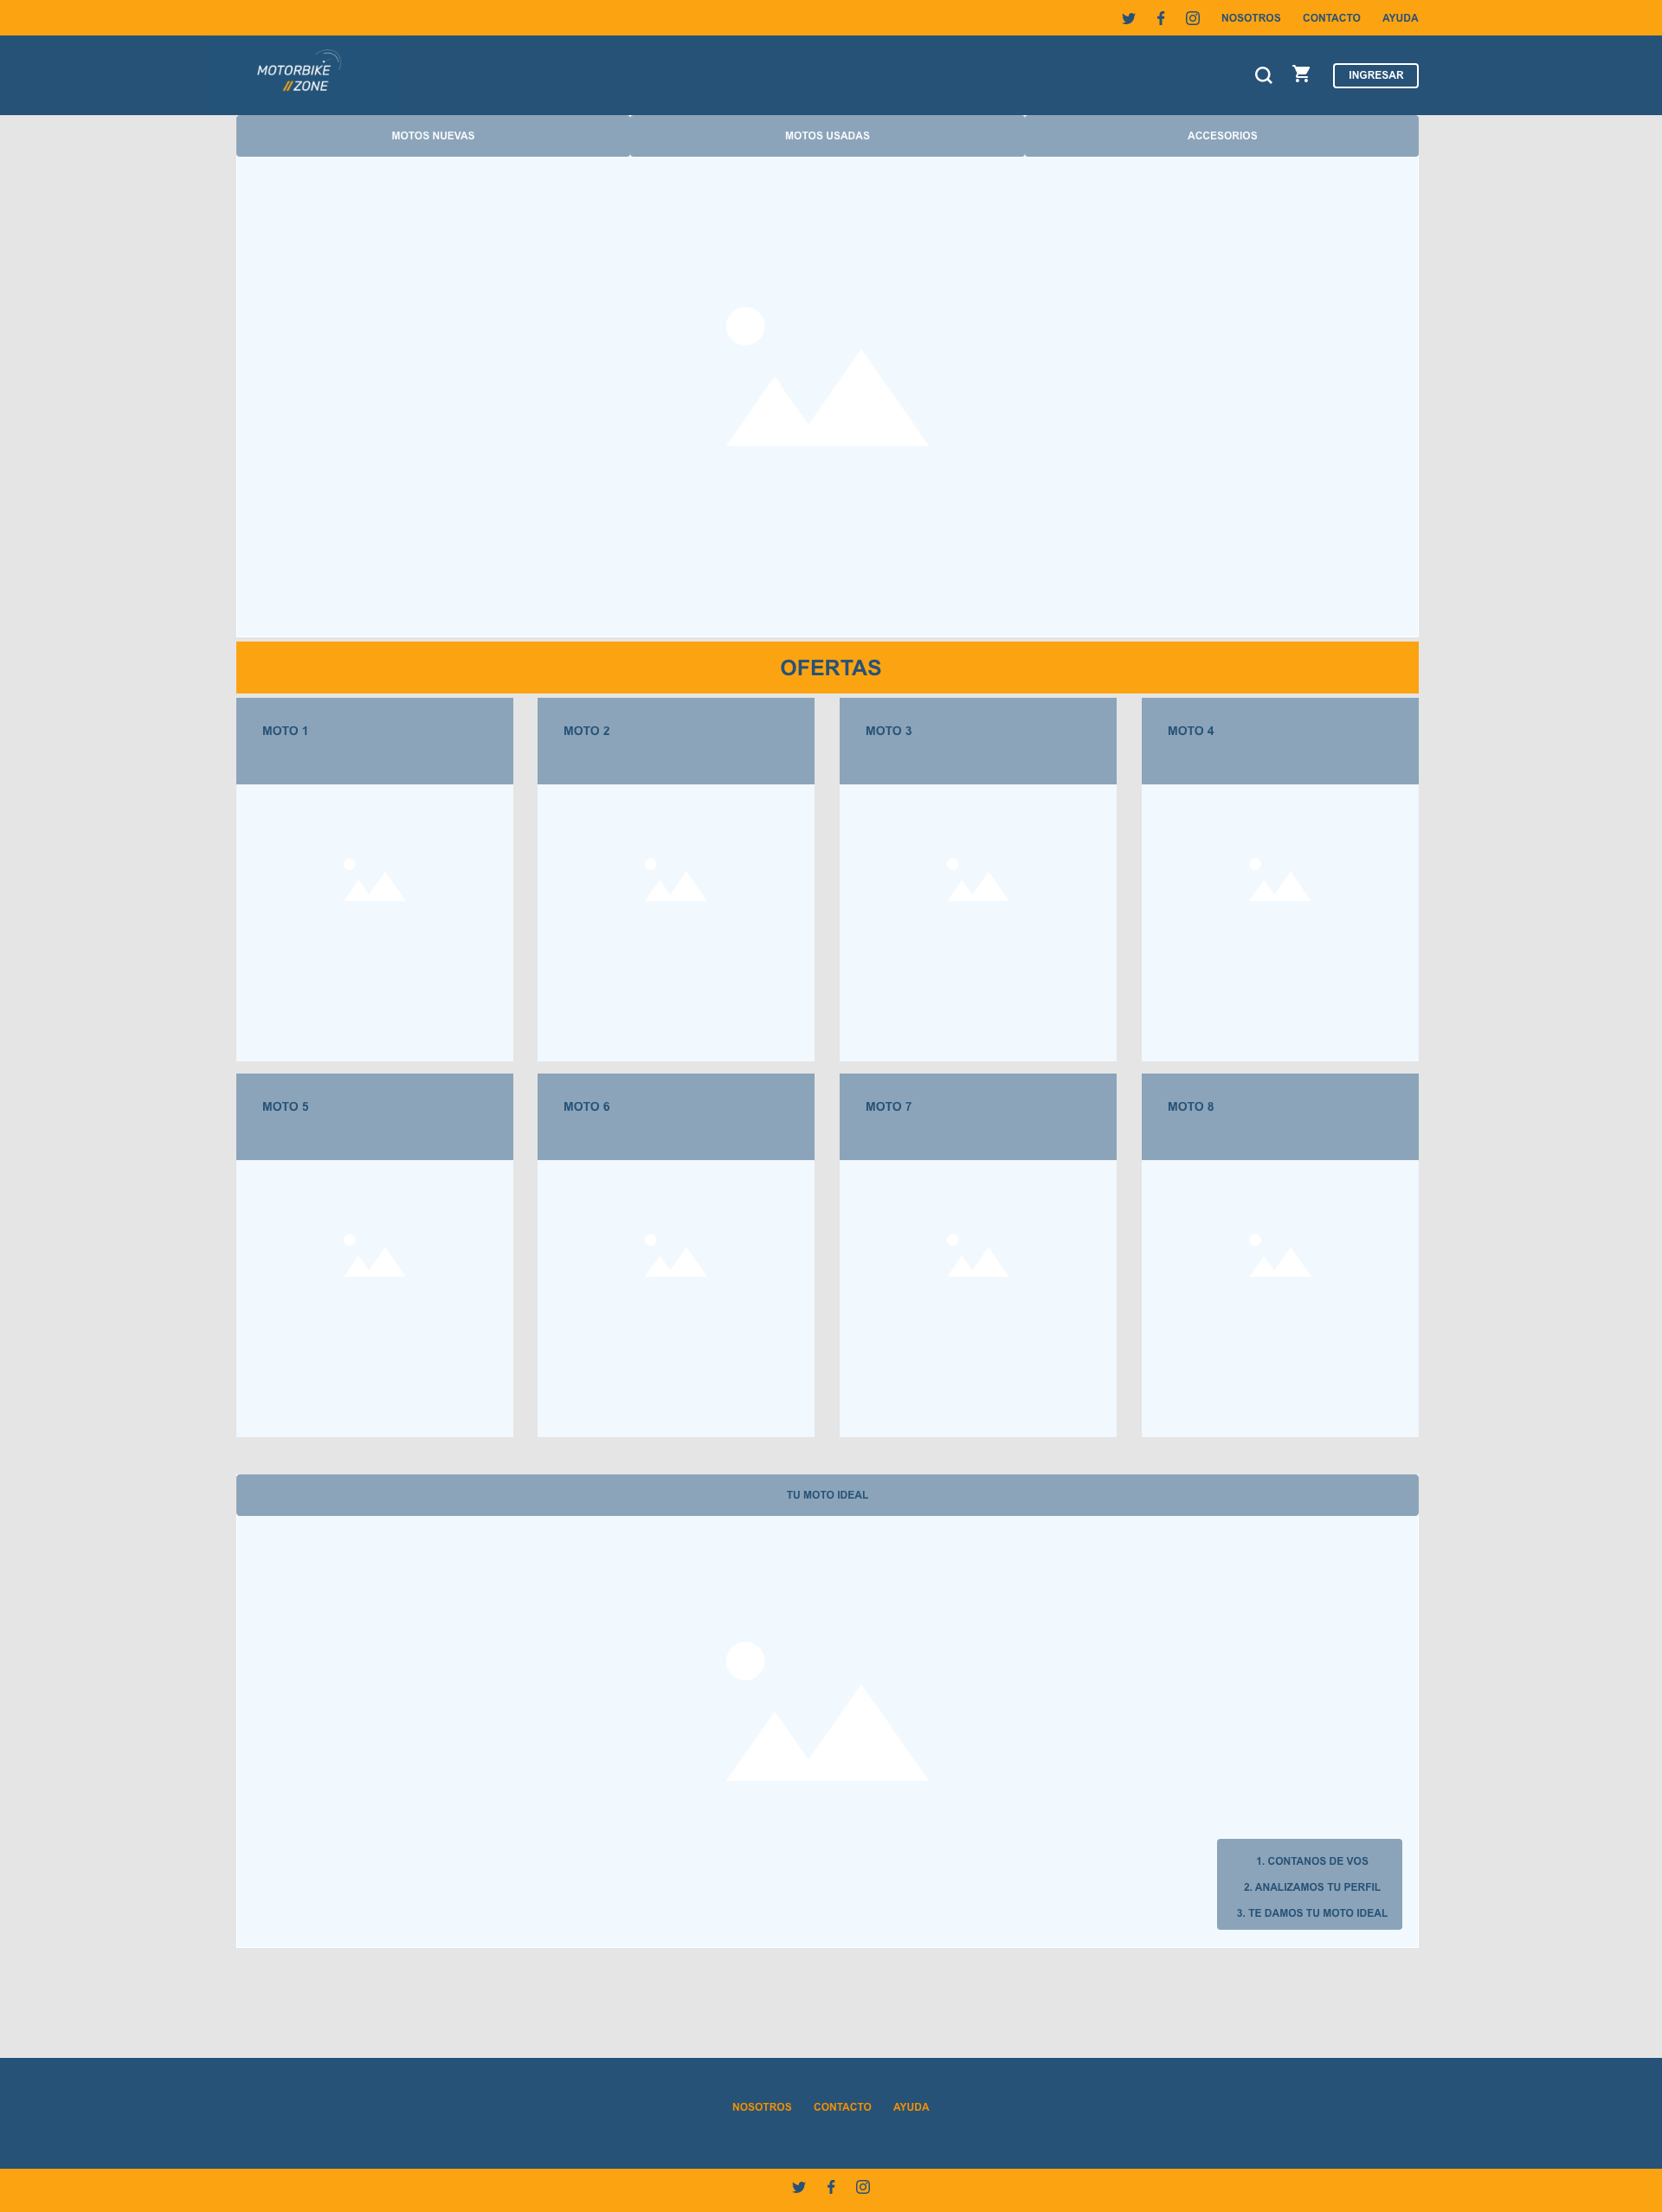 NOSOTROS CONTACTO AYUDA
MOTORBIKE
//ZONE
INGRESAR
MOTOS NUEVAS MOTOS USADAS ACCESORIOS
OFERTAS
MOTO 1 MOTO 2 MOTO 3 MOTO 4
MOTO 5 MOTO 6 MOTO 7 MOTO 8
TU MOTO IDEAL
1. CONTANOS DE VOS
2. ANALIZAMOS TU PERFIL
3. TE DAMOS TU MOTO IDEAL
NOSOTROS CONTACTO AYUDA